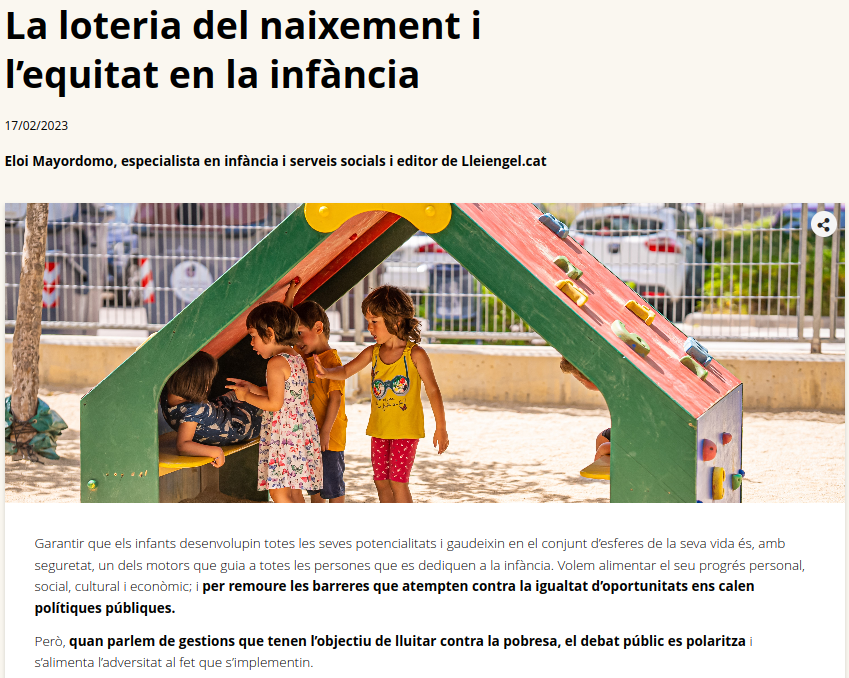 La loteria del naixement i
l’equitat en la infància
17/02/2023
Eloi Mayordomo, especialista en infància i serveis socials i editor de Lleiengel.cat
Garantir que els infants desenvolupin totes les seves potencialitats i gaudeixin en el conjunt d’esferes de la seva vida és, amb
seguretat, un dels motors que guia a totes les persones que es dediquen a la infància. Volem alimentar el seu progrés personal,
social, cultural i econòmic; i per remoure les barreres que atempten contra la igualtat d’oportunitats ens calen
polítiques públiques.
Però, quan parlem de gestions que tenen l’objectiu de lluitar contra la pobresa, el debat públic es polaritza i
s’alimenta l’adversitat al fet que s’implementin.